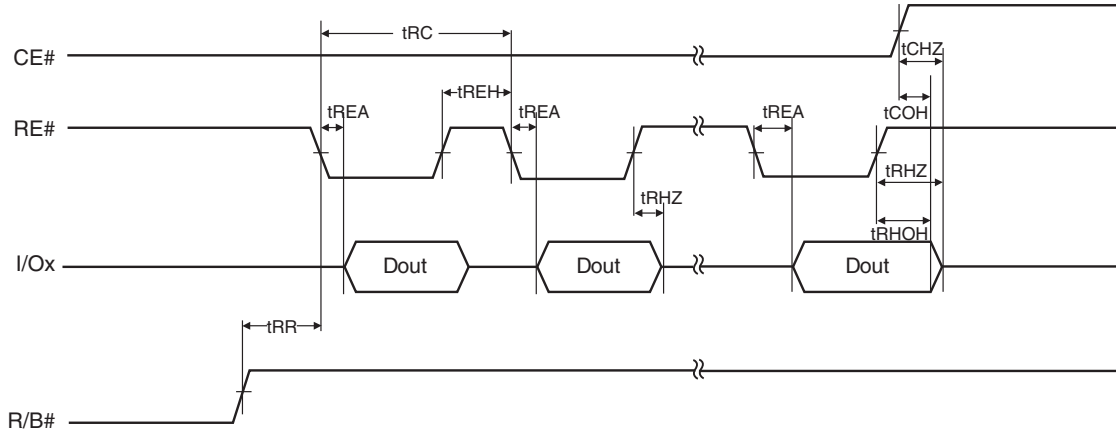 tRC
CE#
tCHZ
tREH
tREA
tREA
tREA
tCOH
RE#
tRHZ
tRHZ
tRHOH
I/Ox
Dout
Dout
Dout
tRR
R/B#